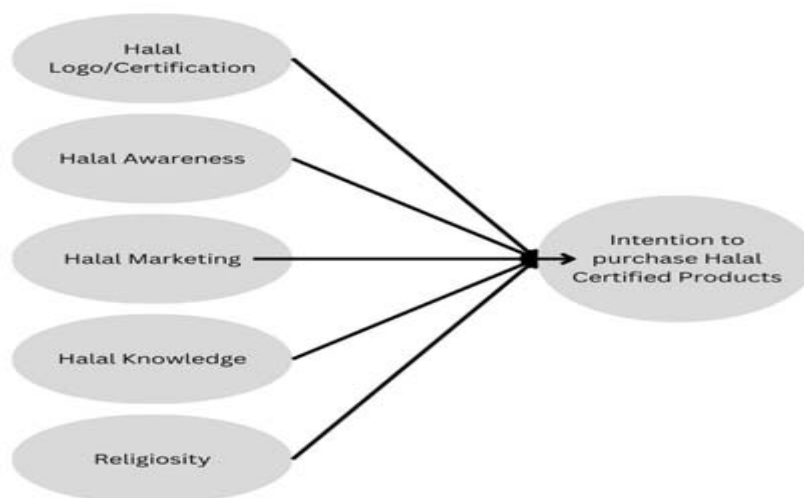 Halal
Logo/Certification
Halal Awareness
Halal Marketing
Halal Knowledge
Religiosity
Intention to
purchase Halal
Certified Products